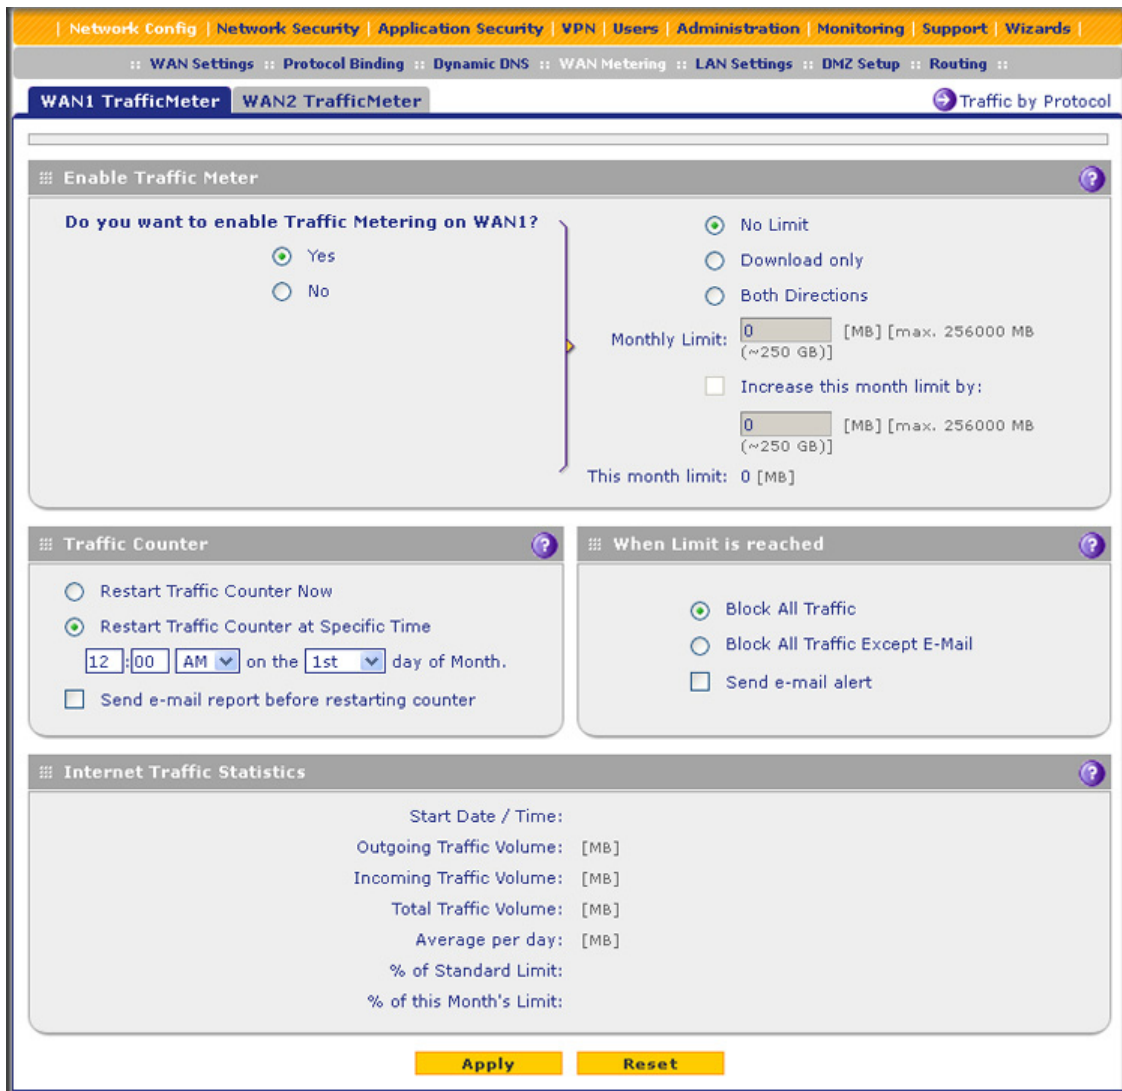 | Network Config | Network Security | Application Security | VPN | Users | Administration | Monitoring | Support | Wizards |
:: WAN Settings :: Protocol Binding :: Dynamic DNS :: WAN Metering :: LAN Settings :: DMZ Setup :: Routing ::
WAN1 TrafficMeter WAN2 TrafficMeter Traffic by Protocol
Enable Traffic Meter ?
Do you want to enable Traffic Metering on WAN1?
Yes
No
No Limit
Download only
Both Directions
Monthly Limit: 0 [MB] [max. 256000 MB
(~250 GB)]
Increase this month limit by:
0 [MB] [max. 256000 MB
(~250 GB)]
This month limit: 0 [MB]
Traffic Counter ?
Restart Traffic Counter Now
Restart Traffic Counter at Specific Time
12 :00 AM on the 1st day of Month.
Send e-mail report before restarting counter
When Limit is reached ?
Block All Traffic
Block All Traffic Except E-Mail
Send e-mail alert
Internet Traffic Statistics ?
Start Date / Time:
Outgoing Traffic Volume: [MB]
Incoming Traffic Volume: [MB]
Total Traffic Volume: [MB]
Average per day: [MB]
% of Standard Limit:
% of this Month's Limit:
Apply Reset